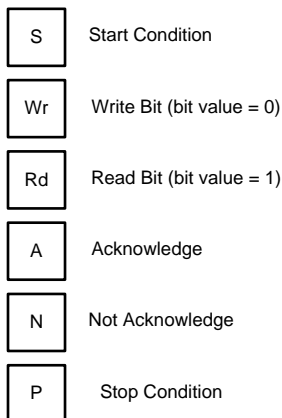 S Start Condition
Wr Write Bit (bit value = 0)
Rd Read Bit (bit value = 1)
A Acknowledge
N Not Acknowledge
P Stop Condition